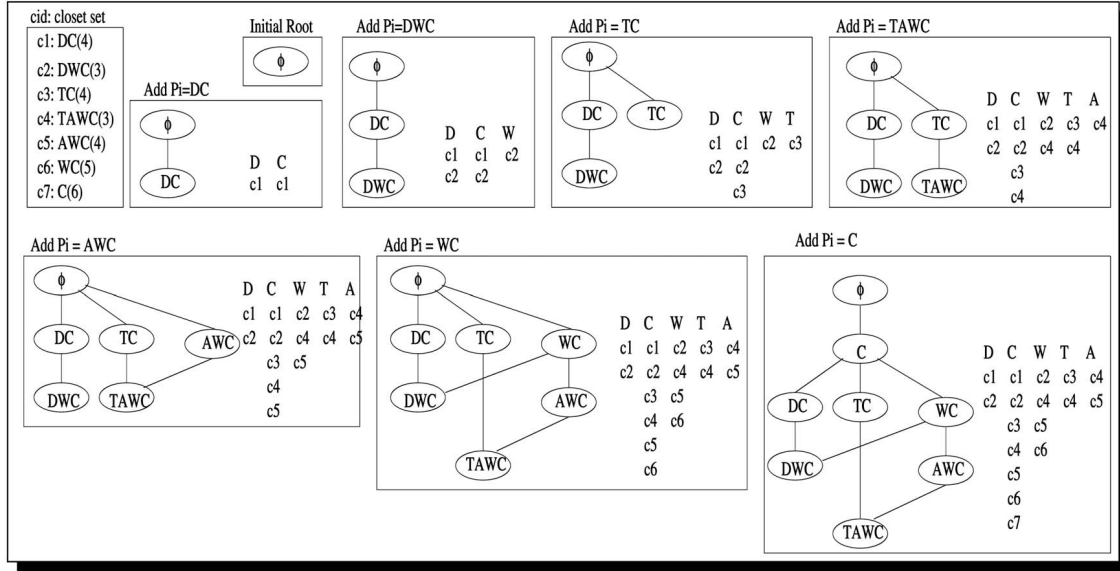 cid: closet set
c1: DC(4)
c2: DWC(3)
c3: TC(4)
c4: TAWC(3)
c5: AWC(4)
c6: WC(5)
c7: C(6)
Initial Root
ϕ
Add Pi=DC
ϕ
DC
D C
c1 c1
Add Pi=DWC
ϕ
DC
DWC
D C W
c1 c1 c2
c2 c2
Add Pi = TC
ϕ
DC TC
DWC
D C W T
c1 c1 c2 c3
c2 c2
c3
Add Pi = TAWC
ϕ
DC TC
DWC TAWC
D C W T A
c1 c1 c2 c3 c4
c2 c2 c4 c4
c3
c4
Add Pi = AWC
ϕ
DC TC AWC
DWC TAWC
D C W T A
c1 c1 c2 c3 c4
c2 c2 c4 c4 c5
c3 c5
c4
c5
Add Pi = WC
ϕ
DC TC WC
DWC AWC
TAWC
D C W T A
c1 c1 c2 c3 c4
c2 c2 c4 c4 c5
c3 c5
c4 c6
c5
c6
Add Pi = C
ϕ
C
DC TC WC
DWC AWC
TAWC
D C W T A
c1 c1 c2 c3 c4
c2 c2 c4 c4 c5
c3 c5
c4 c6
c5
c6
c7